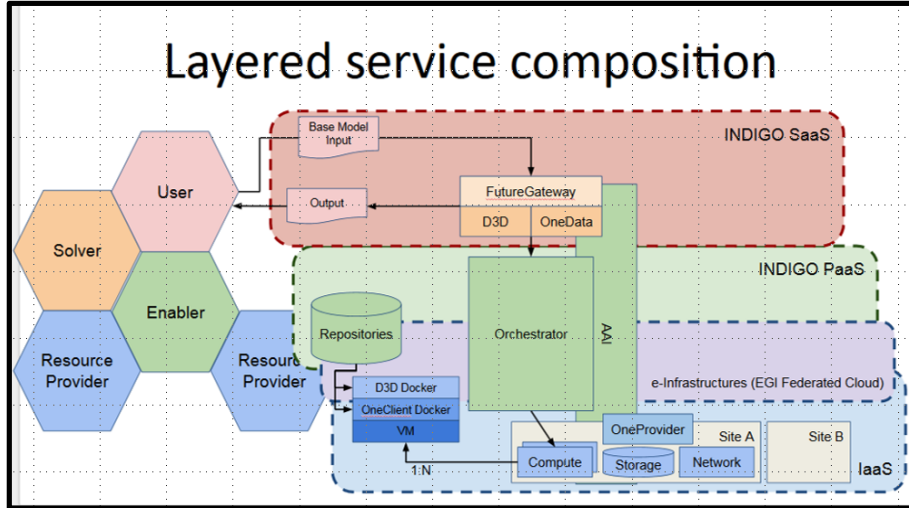 Layered service composition
Base Model
Input
INDIGO SaaS
User
FutureGateway
Output
D3D
OneData
Solver
INDIGO PaaS
Enabler
Repositories
Orchestrator
AAI
Resource
Provider
Resource
Provider
D3D Docker
e-Infrastructures (EGI Federated Cloud)
OneClient Docker
VM
OneProvider
Site A
Site B
Compute
Storage
Network
IaaS
1:N